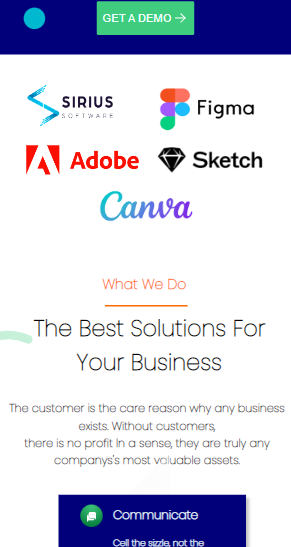 GET A DEMO →
SIRIUS
SOFTWARE
Figma
Adobe
Sketch
Canva
What We Do
The Best Solutions For
Your Business
The customer is the care reason why any business
exists. Without customers,
there is no profit In a sense, they are truly any
companys's most valuable assets.
Communicate
Cell the sizzle, not the